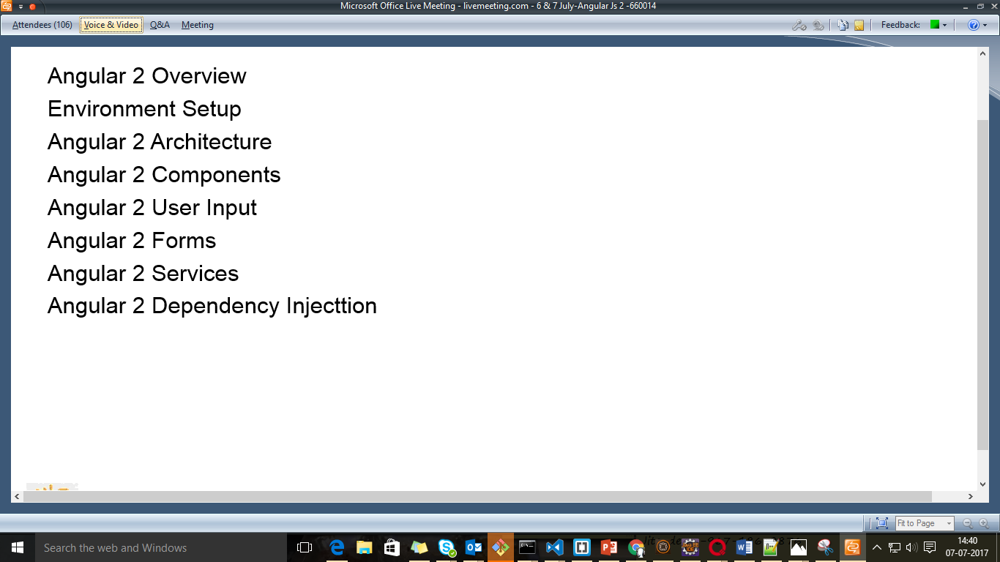 Microsoft Office Live Meeting - livemeeting.com - 6 & 7 July-Angular Js 2 -660014
Attendees (106) Voice & Video Q&A Meeting Feedback:
Angular 2 Overview
Environment Setup
Angular 2 Architecture
Angular 2 Components
Angular 2 User Input
Angular 2 Forms
Angular 2 Services
Angular 2 Dependency Injecttion
Fit to Page
Search the web and Windows
14:40
07-07-2017